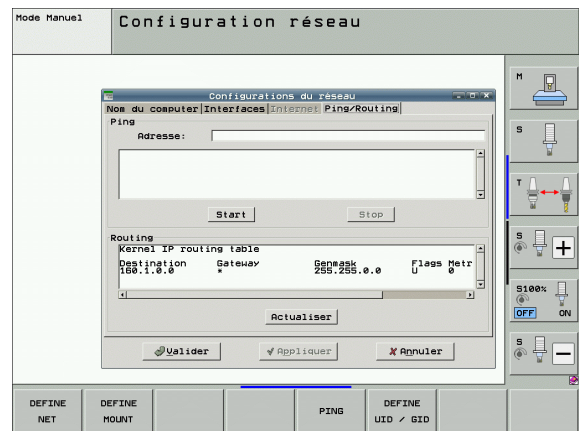 Mode Manuel
Configuration réseau
Configurations du réseau
Nom du computer Interfaces Internet Ping/Routing
Ping
Adresse:
Start Stop
Routing
Kernel IP routing table
Destination Gateway Genmask Flags Metr
160.1.0.0 * 255.255.0.0 U 0
Actualiser
Valider Appliquer Annuler
M
S
T
S
S100%
OFF ON
S
DEFINE NET
DEFINE MOUNT
PING
DEFINE UID / GID